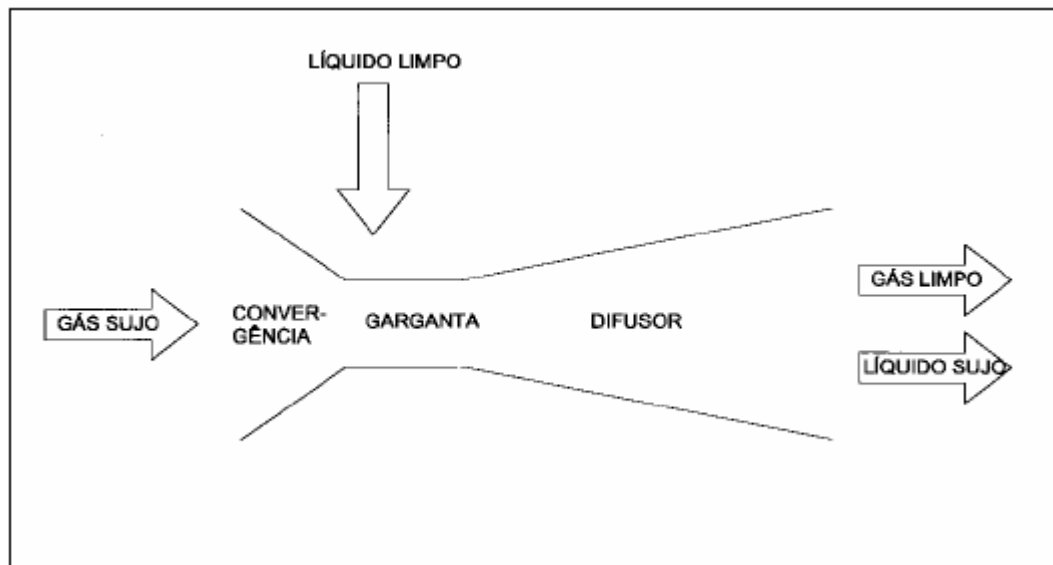 LÍQUIDO LIMPO
GÁS SUJO
CONVER-
GÊNCIA
GARGANTA
DIFUSOR
GÁS LIMPO
LÍQUIDO SUJO